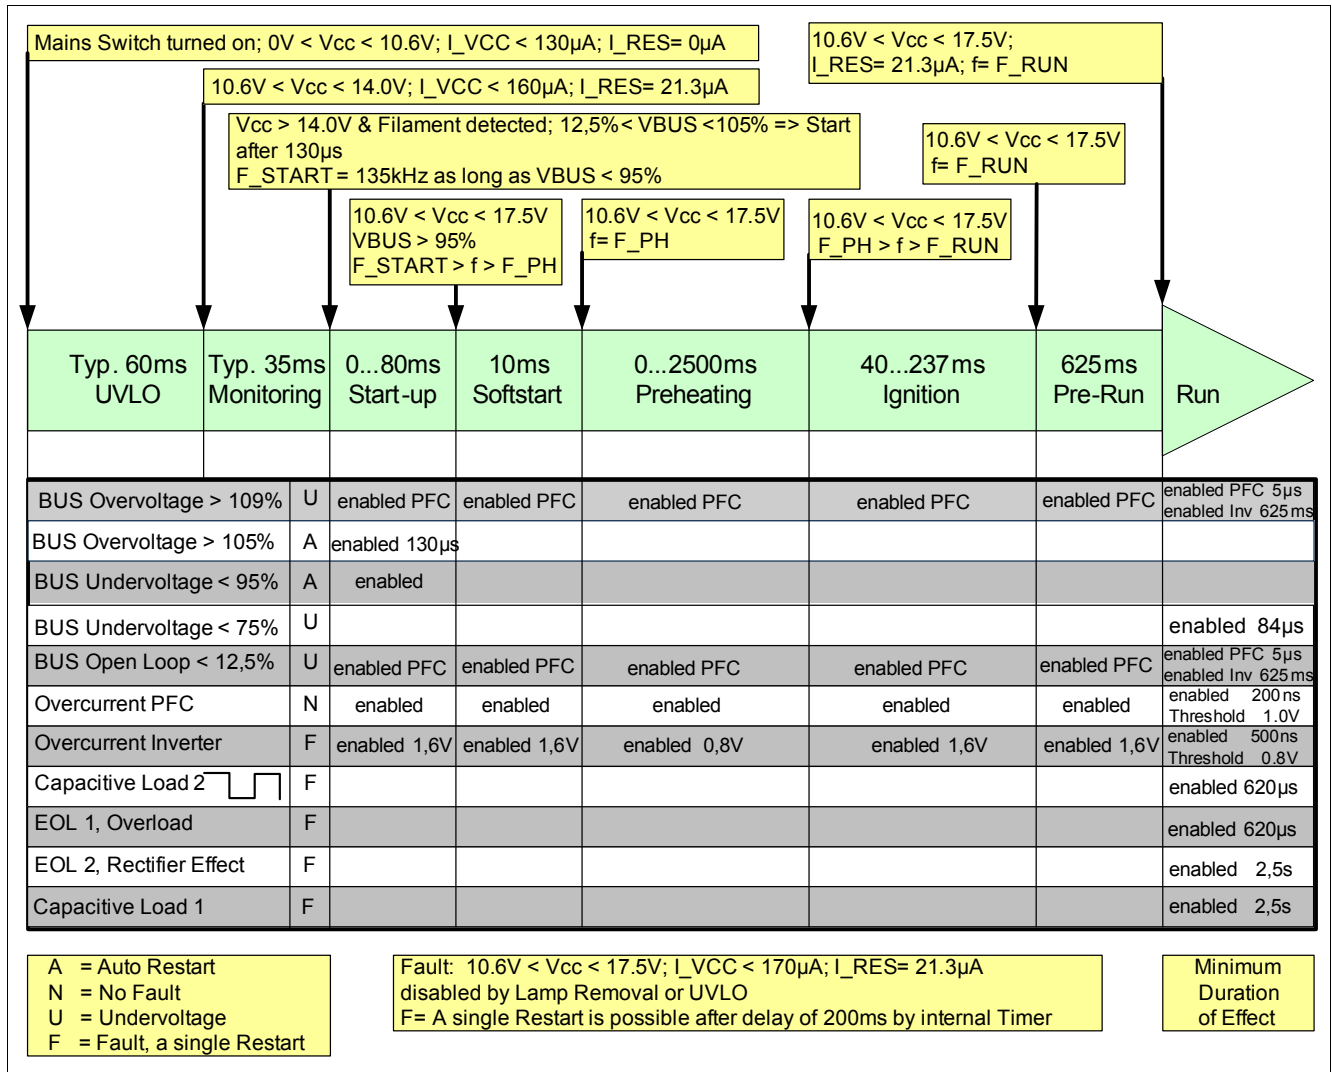 Mains Switch turned on; 0V < Vcc < 10.6V; I_VCC < 130µA; I_RES= 0µA
10.6V < Vcc < 17.5V;
I_RES= 21.3µA; f= F_RUN
10.6V < Vcc < 14.0V; I_VCC < 160µA; I_RES= 21.3µA
Vcc > 14.0V & Filament detected; 12,5%< VBUS <105% => Start
after 130µs
F_START = 135kHz as long as VBUS < 95%
10.6V < Vcc < 17.5V
f= F_RUN
10.6V < Vcc < 17.5V
VBUS > 95%
F_START > f > F_PH
10.6V < Vcc < 17.5V
f= F_PH
10.6V < Vcc < 17.5V
F_PH > f > F_RUN
Typ. 60ms
UVLO
Typ. 35ms
Monitoring
0...80ms
Start-up
10ms
Softstart
0...2500ms
Preheating
40...237ms
Ignition
625ms
Pre-Run
Run
BUS Overvoltage > 109% U enabled PFC enabled PFC enabled PFC enabled PFC enabled PFC enabled PFC 5µs
enabled Inv 625ms
BUS Overvoltage > 105% A enabled 130µs
BUS Undervoltage < 95% A enabled
BUS Undervoltage < 75% U enabled 84µs
BUS Open Loop < 12,5% U enabled PFC enabled PFC enabled PFC enabled PFC enabled PFC enabled PFC 5µs
enabled Inv 625ms
Overcurrent PFC N enabled enabled enabled enabled enabled enabled 200ns
Threshold 1.0V
Overcurrent Inverter F enabled 1,6V enabled 1,6V enabled 0,8V enabled 1,6V enabled 1,6V enabled 500ns
Threshold 0.8V
Capacitive Load 2 F enabled 620µs
EOL 1, Overload F enabled 620µs
EOL 2, Rectifier Effect F enabled 2,5s
Capacitive Load 1 F enabled 2,5s
A = Auto Restart
N = No Fault
U = Undervoltage
F = Fault, a single Restart
Fault: 10.6V < Vcc < 17.5V; I_VCC < 170µA; I_RES= 21.3µA
disabled by Lamp Removal or UVLO
F= A single Restart is possible after delay of 200ms by internal Timer
Minimum
Duration
of Effect